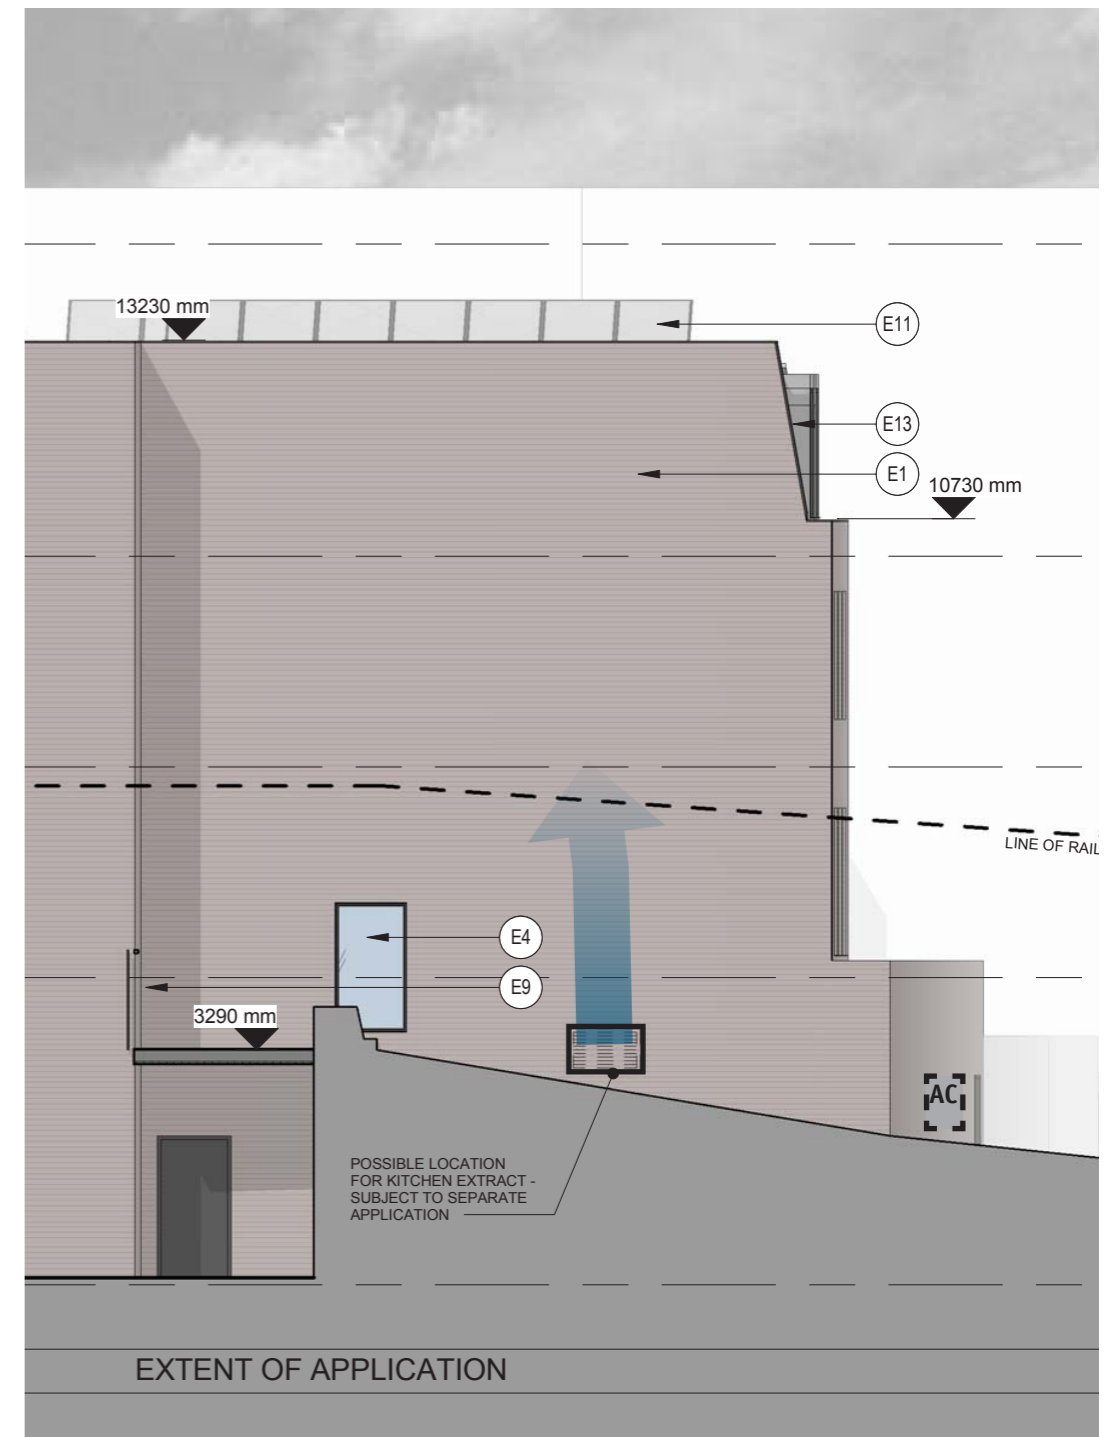 13230 mm
E11
E13
E1
10730 mm
LINE OF RAIL
E4
E9
3290 mm
AC
POSSIBLE LOCATION
FOR KITCHEN EXTRACT -
SUBJECT TO SEPARATE
APPLICATION
EXTENT OF APPLICATION